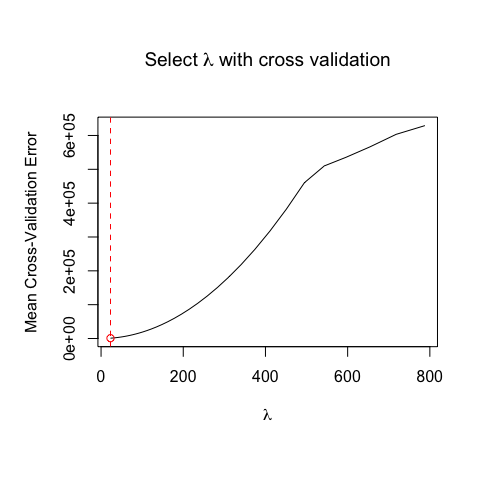 Select λ with cross validation
Mean Cross-Validation Error
6e+05
4e+05
2e+05
0e+00
0 200 400 600 800
λ